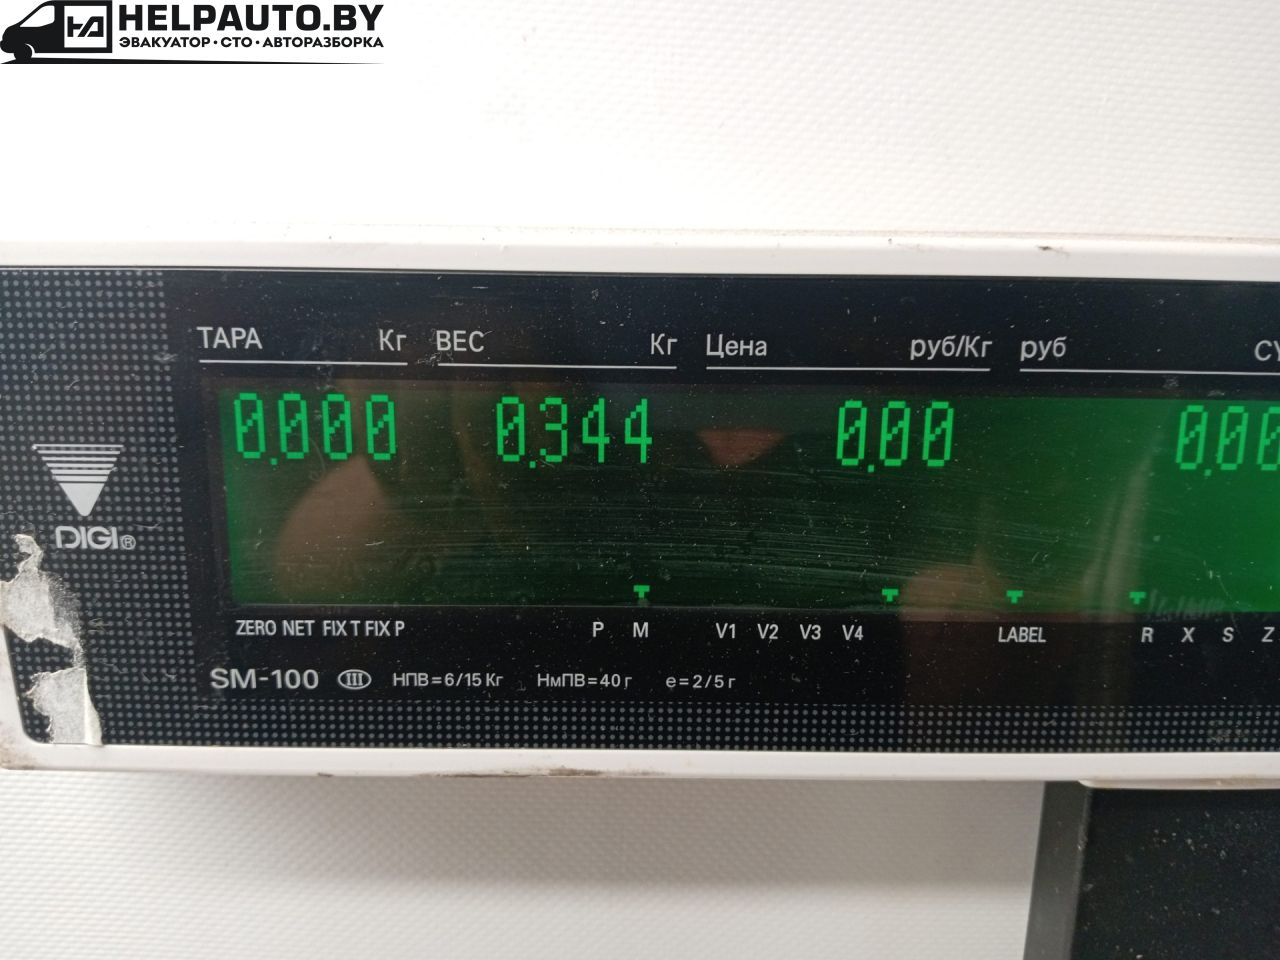 HELPAUTO.BY
ЭВАКУАТОР · СТО · АВТОРАЗБОРКА
ТАРА Кг ВЕС Кг Цена руб/Кг руб
0.000 0.344 0.00 0.00
DIGI®
ZERO NET FIX T FIX P P M V1 V2 V3 V4 LABEL R X S Z
SM-100 III НПВ=6/15 Кг НмПВ=40 г e=2/5 г